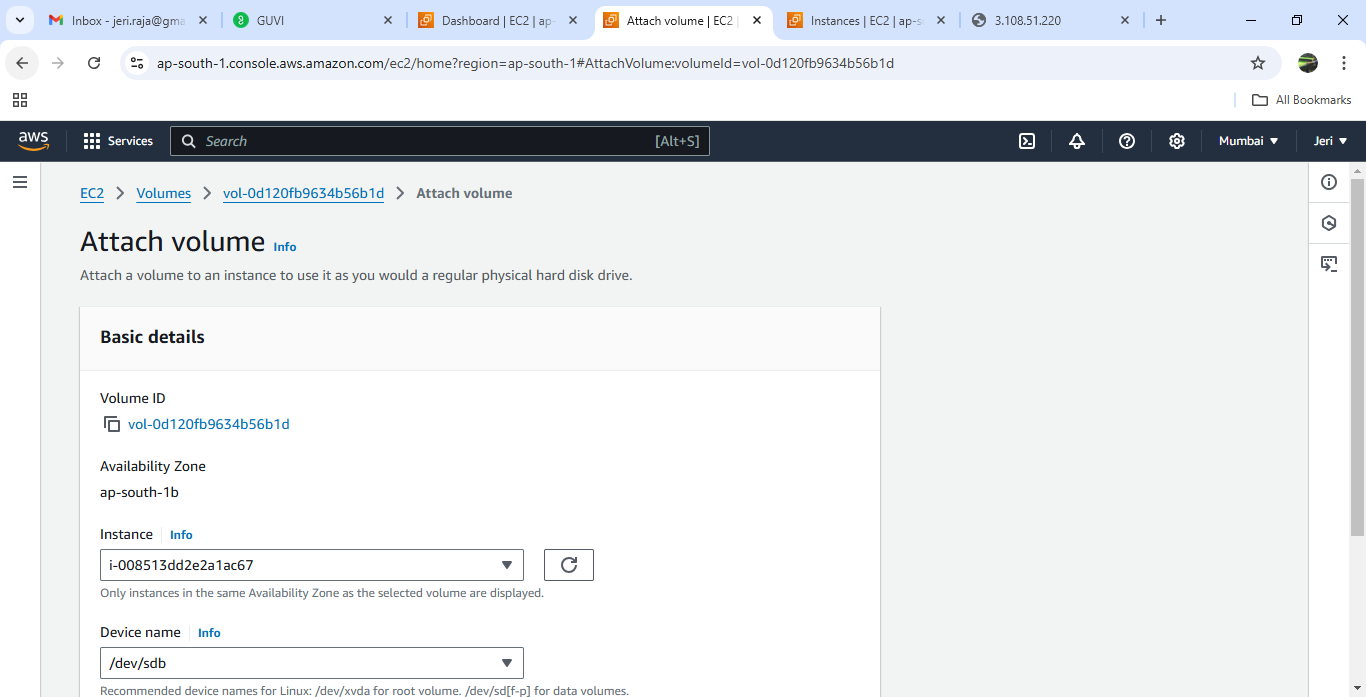 Inbox - jeri.raja@gma
GUVI
Dashboard | EC2 | ap-
Attach volume | EC2 |
Instances | EC2 | ap-s
3.108.51.220
ap-south-1.console.aws.amazon.com/ec2/home?region=ap-south-1#AttachVolume:volumeId=vol-0d120fb9634b56b1d
All Bookmarks
aws
Services
Search
[Alt+S]
Mumbai
Jeri
EC2
Volumes
vol-0d120fb9634b56b1d
Attach volume
Attach volume Info
Attach a volume to an instance to use it as you would a regular physical hard disk drive.
Basic details
Volume ID
vol-0d120fb9634b56b1d
Availability Zone
ap-south-1b
Instance Info
i-008513dd2e2a1ac67
Only instances in the same Availability Zone as the selected volume are displayed.
Device name Info
/dev/sdb
Recommended device names for Linux: /dev/xvda for root volume. /dev/sd[f-p] for data volumes.